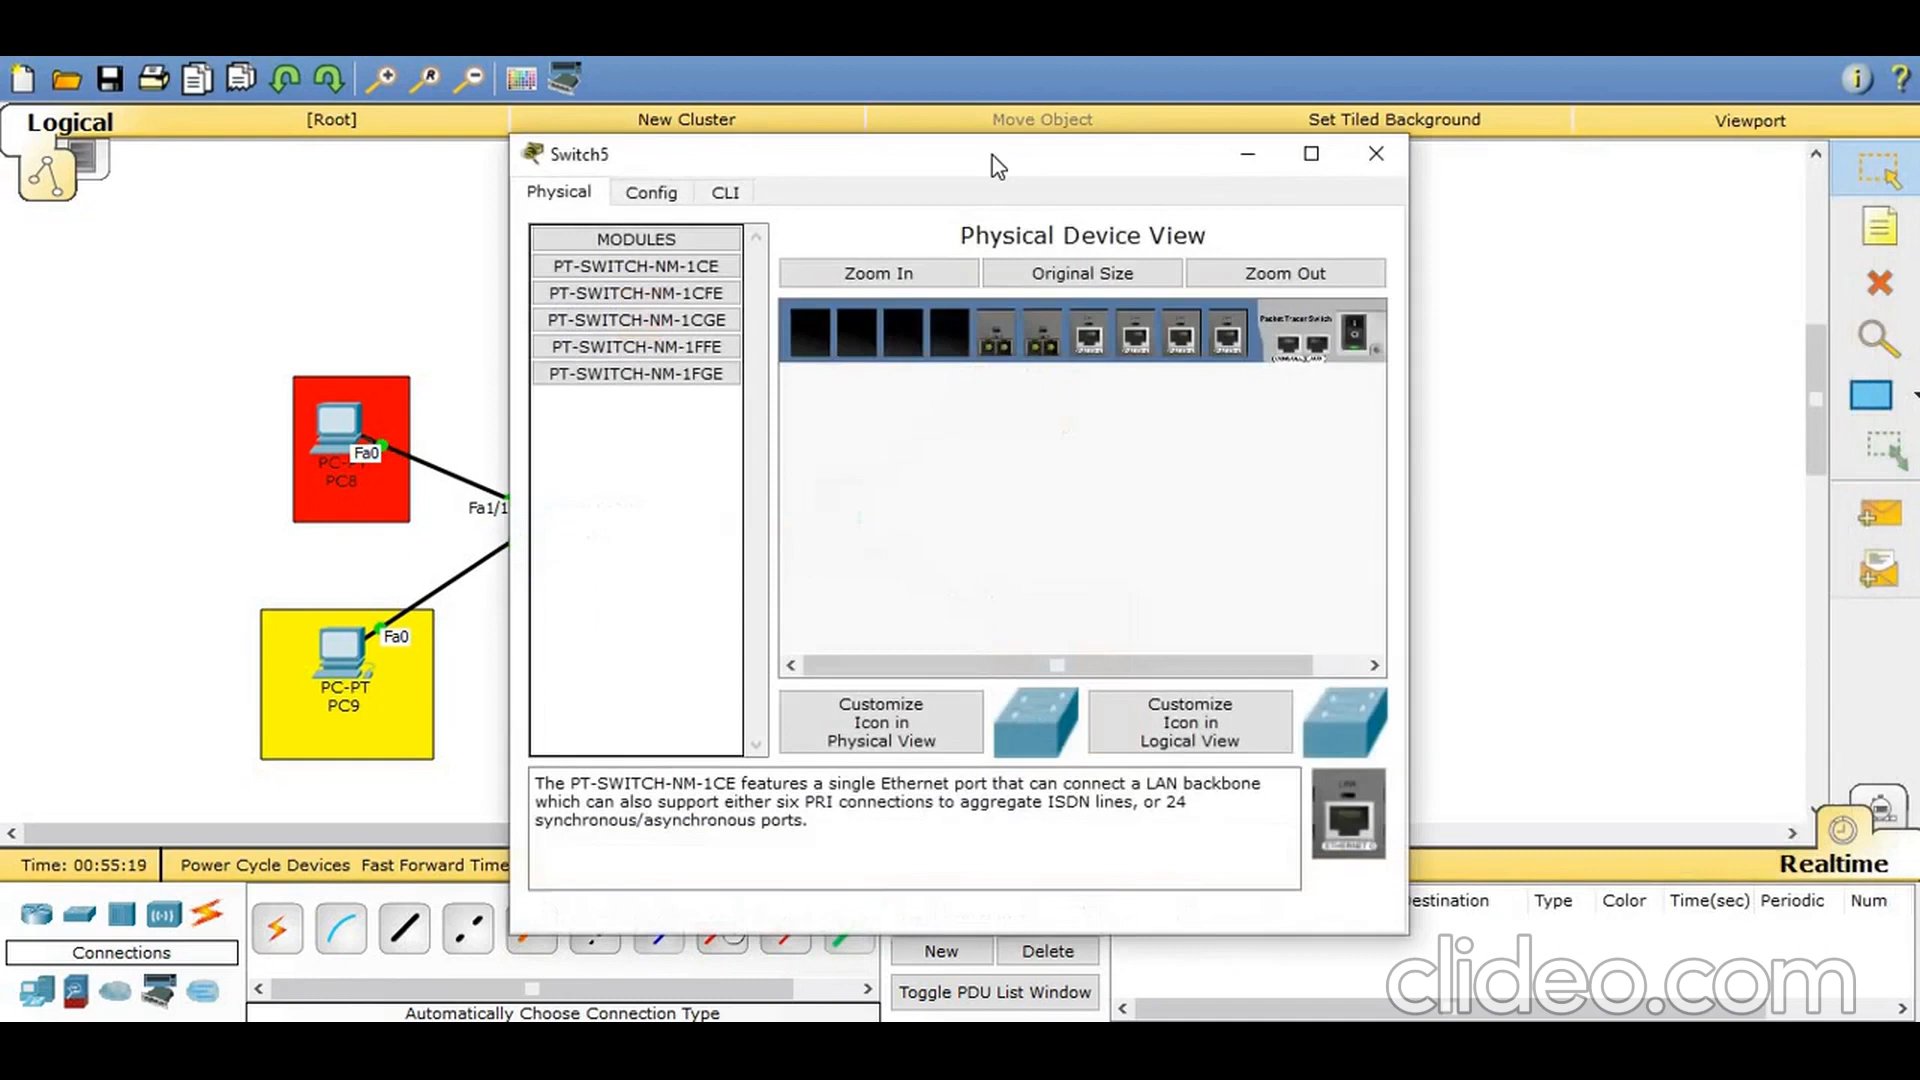 Logical
[Root]
New Cluster
Move Object
Set Tiled Background
Viewport
Switch5
Physical
Config
CLI
MODULES
PT-SWITCH-NM-1CE
PT-SWITCH-NM-1CFE
PT-SWITCH-NM-1CGE
PT-SWITCH-NM-1FFE
PT-SWITCH-NM-1FGE
Physical Device View
Zoom In
Original Size
Zoom Out
Packet Tracer Switch
Fa0
PC-PT
PC8
Fa1/1
Fa0
PC-PT
PC9
Customize
Icon in
Physical View
Customize
Icon in
Logical View
The PT-SWITCH-NM-1CE features a single Ethernet port that can connect a LAN backbone
which can also support either six PRI connections to aggregate ISDN lines, or 24
synchronous/asynchronous ports.
Time: 00:55:19
Power Cycle Devices
Fast Forward Time
Realtime
Connections
Automatically Choose Connection Type
New
Delete
Toggle PDU List Window
estination
Type
Color
Time(sec)
Periodic
Num
clideo.com